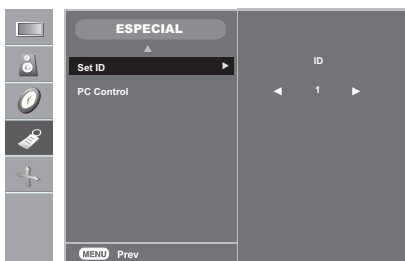 ESPECIAL
Set ID
ID
PC Control
1
MENU Prev